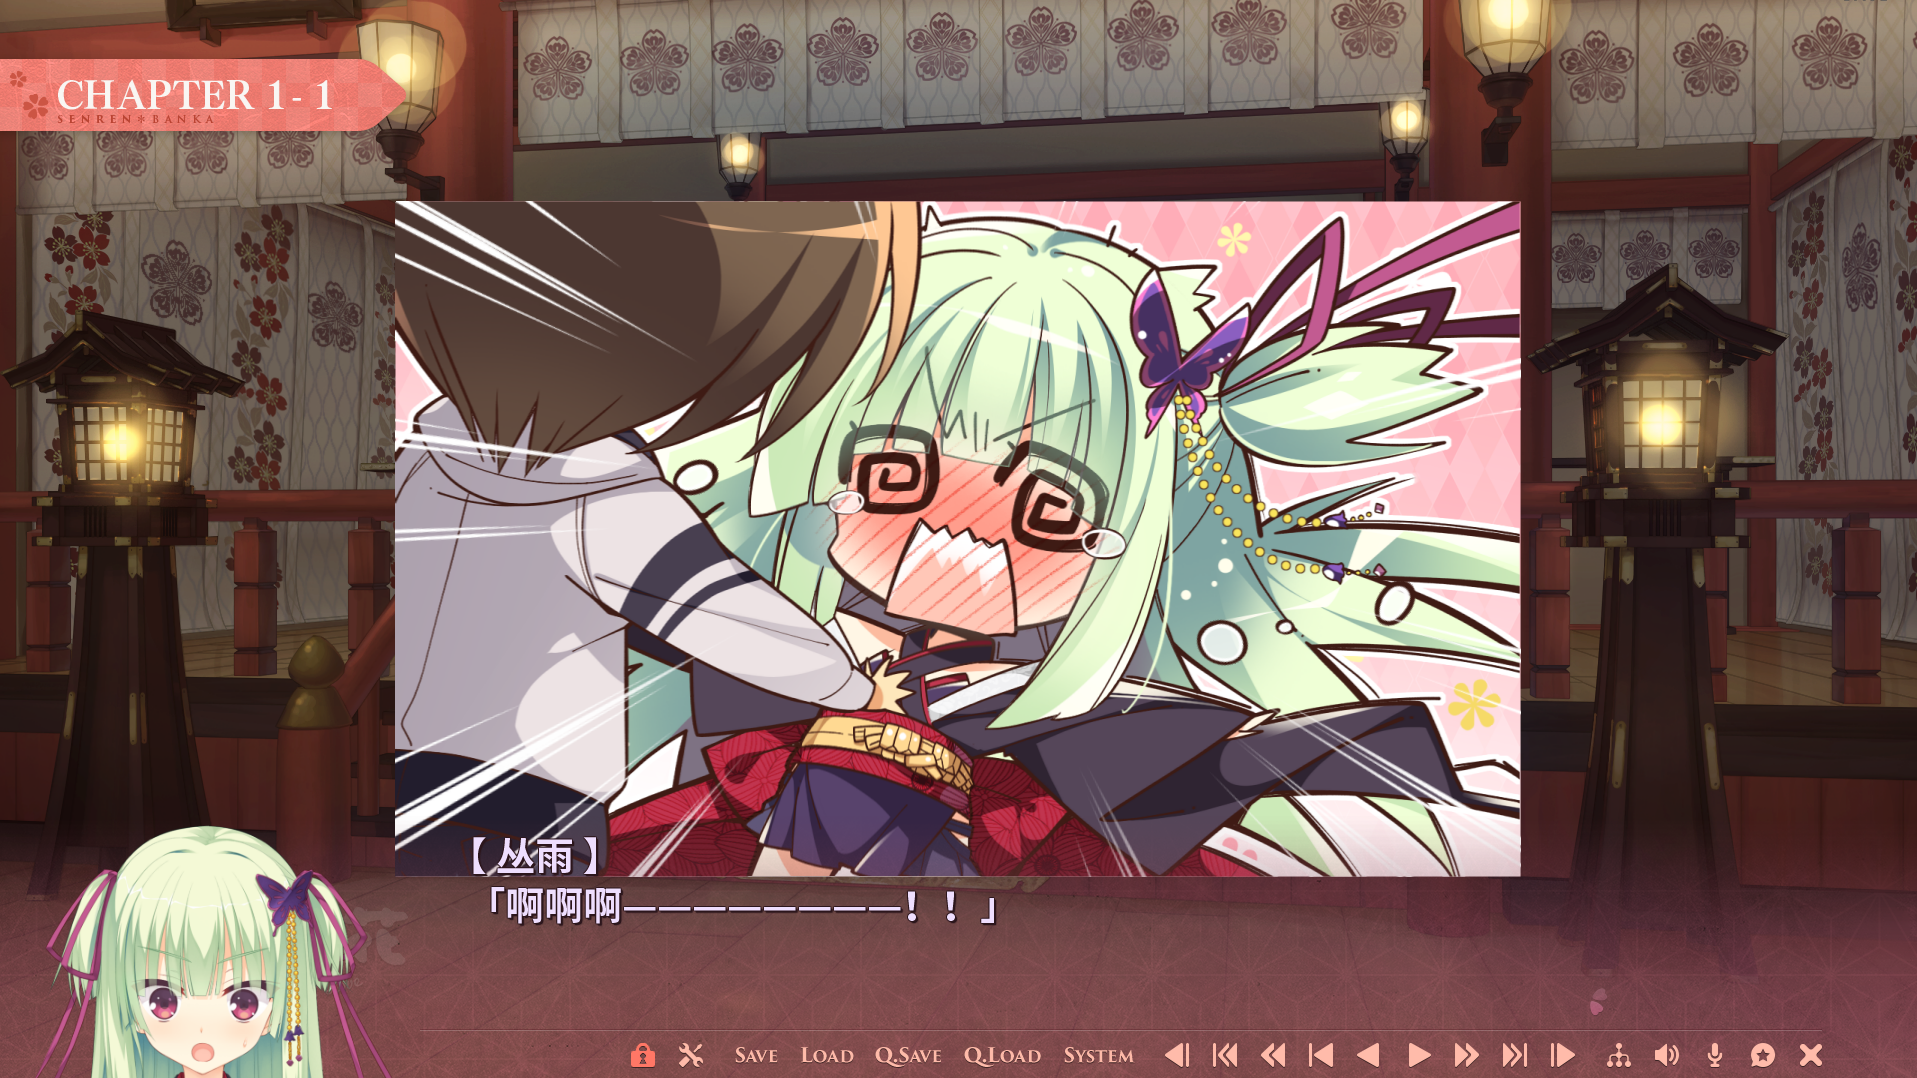 CHAPTER 1-1
SENREN＊BANKA
【丛雨】
「啊啊啊————————！！」
SAVE LOAD Q.SAVE Q.LOAD SYSTEM